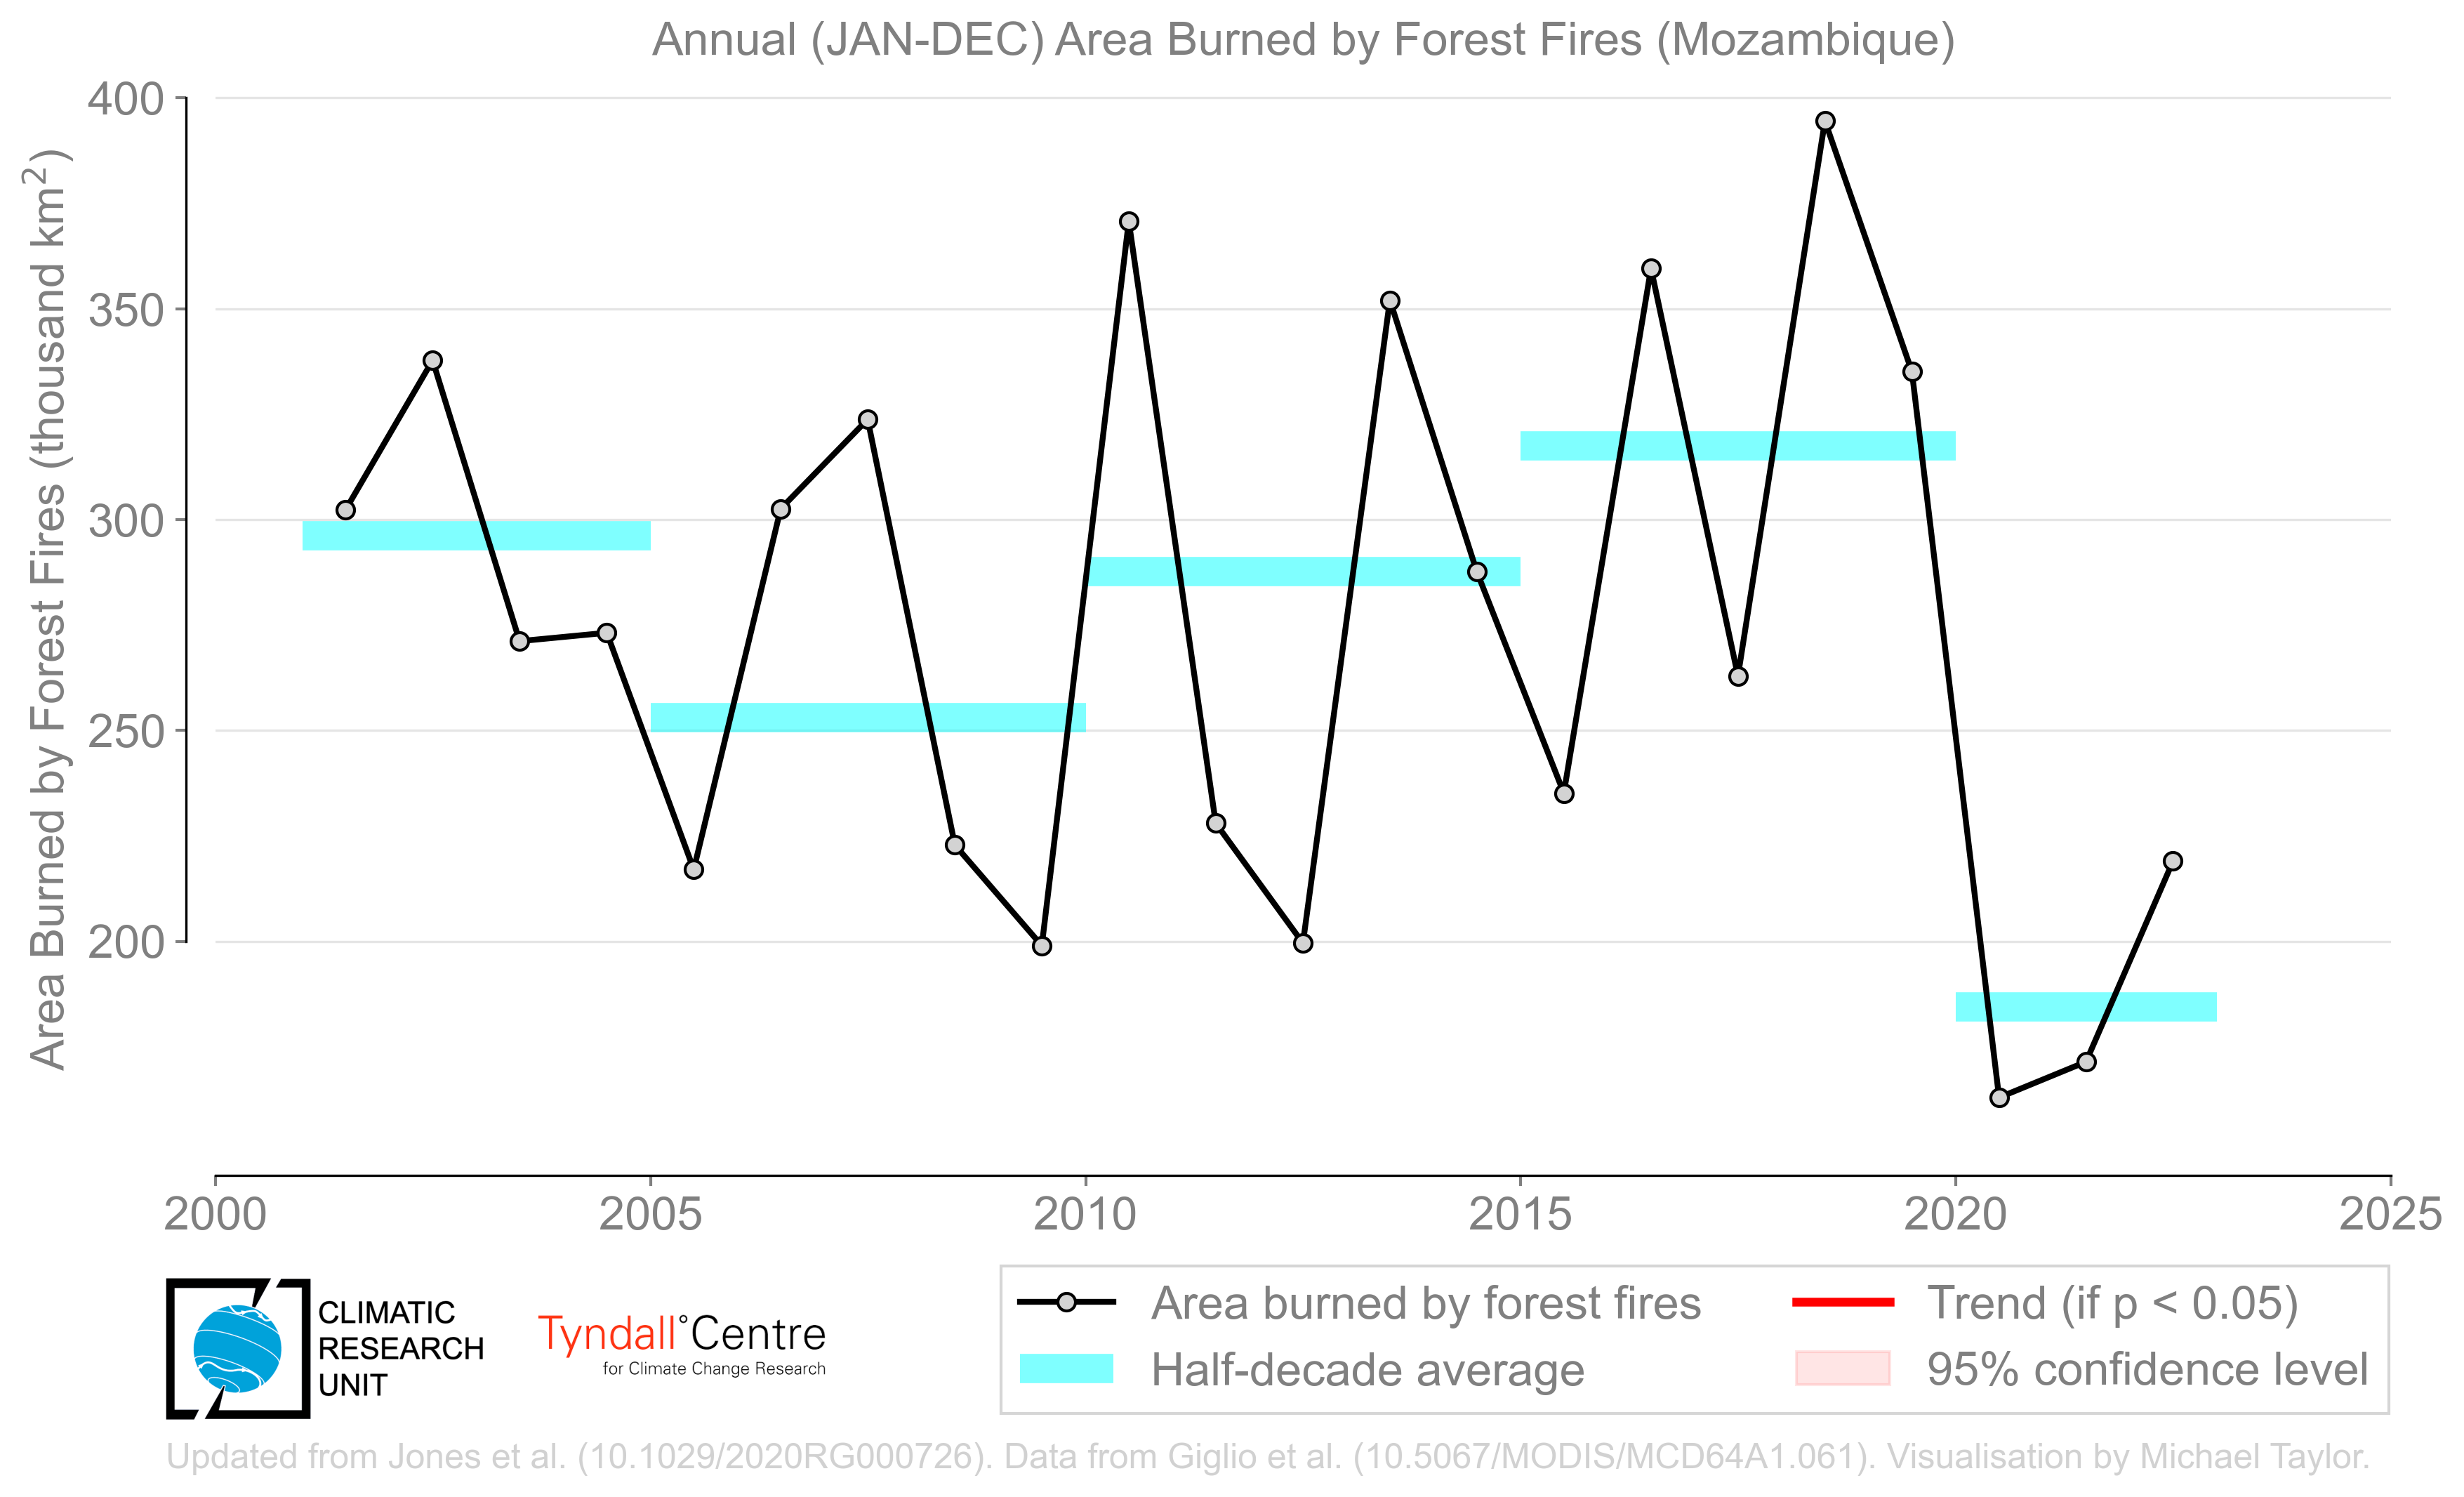 Annual (JAN-DEC) Area Burned by Forest Fires (Mozambique)
Area Burned by Forest Fires (thousand km²)
400
350
300
250
200
2000 2005 2010 2015 2020 2025
CLIMATIC
RESEARCH
UNIT
Tyndall°Centre
for Climate Change Research
Area burned by forest fires
Half-decade average
Trend (if p < 0.05)
95% confidence level
Updated from Jones et al. (10.1029/2020RG000726). Data from Giglio et al. (10.5067/MODIS/MCD64A1.061). Visualisation by Michael Taylor.